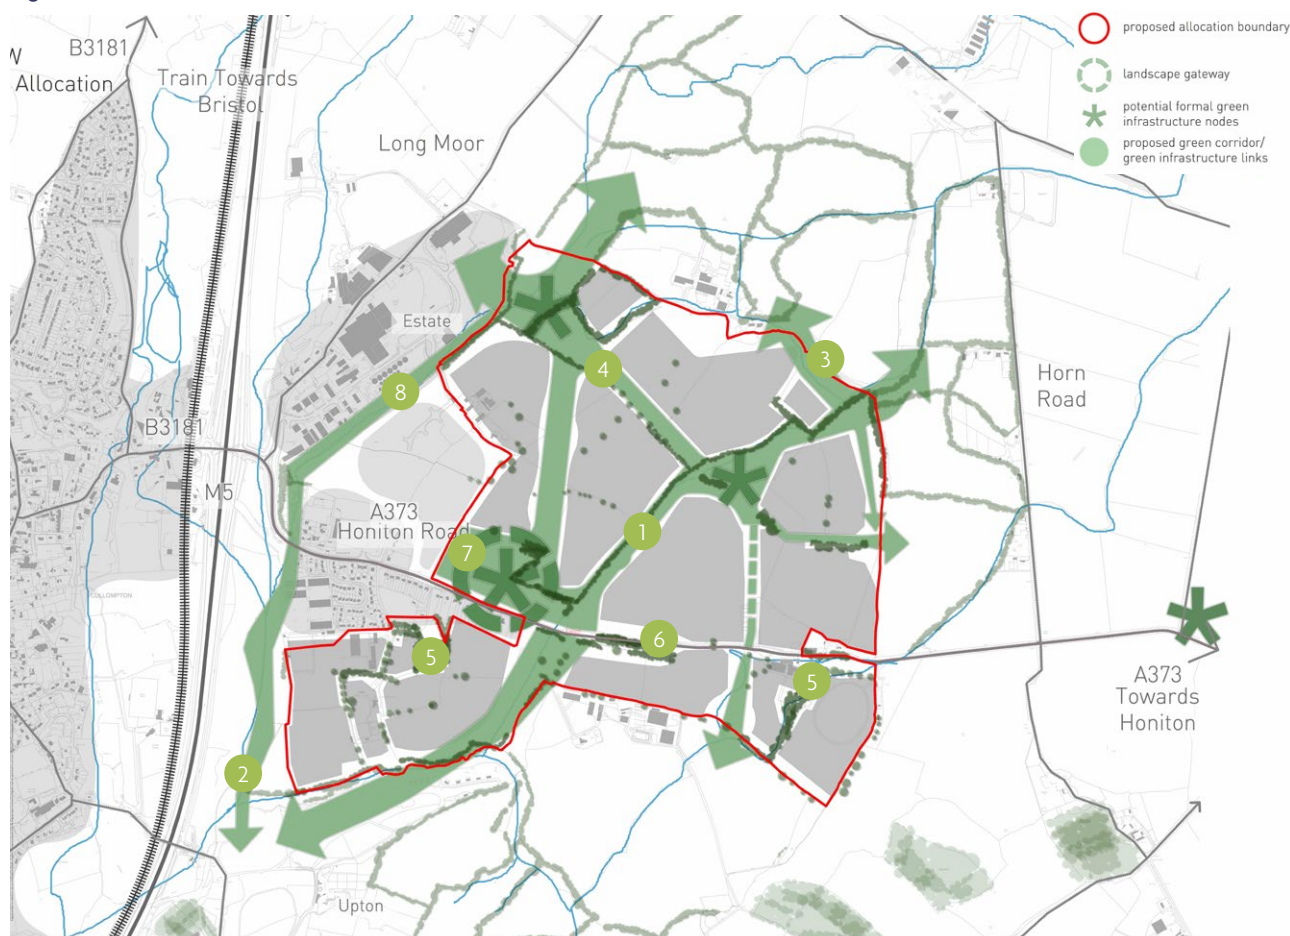 B3181
W
Allocation
Train Towards
Bristol
Long Moor
proposed allocation boundary
landscape gateway
potential formal green
infrastructure nodes
proposed green corridor/
green infrastructure links
Estate
3
4
8
Horn
Road
B3181
M5
A373
Honiton Road
1
7
CULLOMPTON
6
5
5
A373
Towards
Honiton
2
Upton